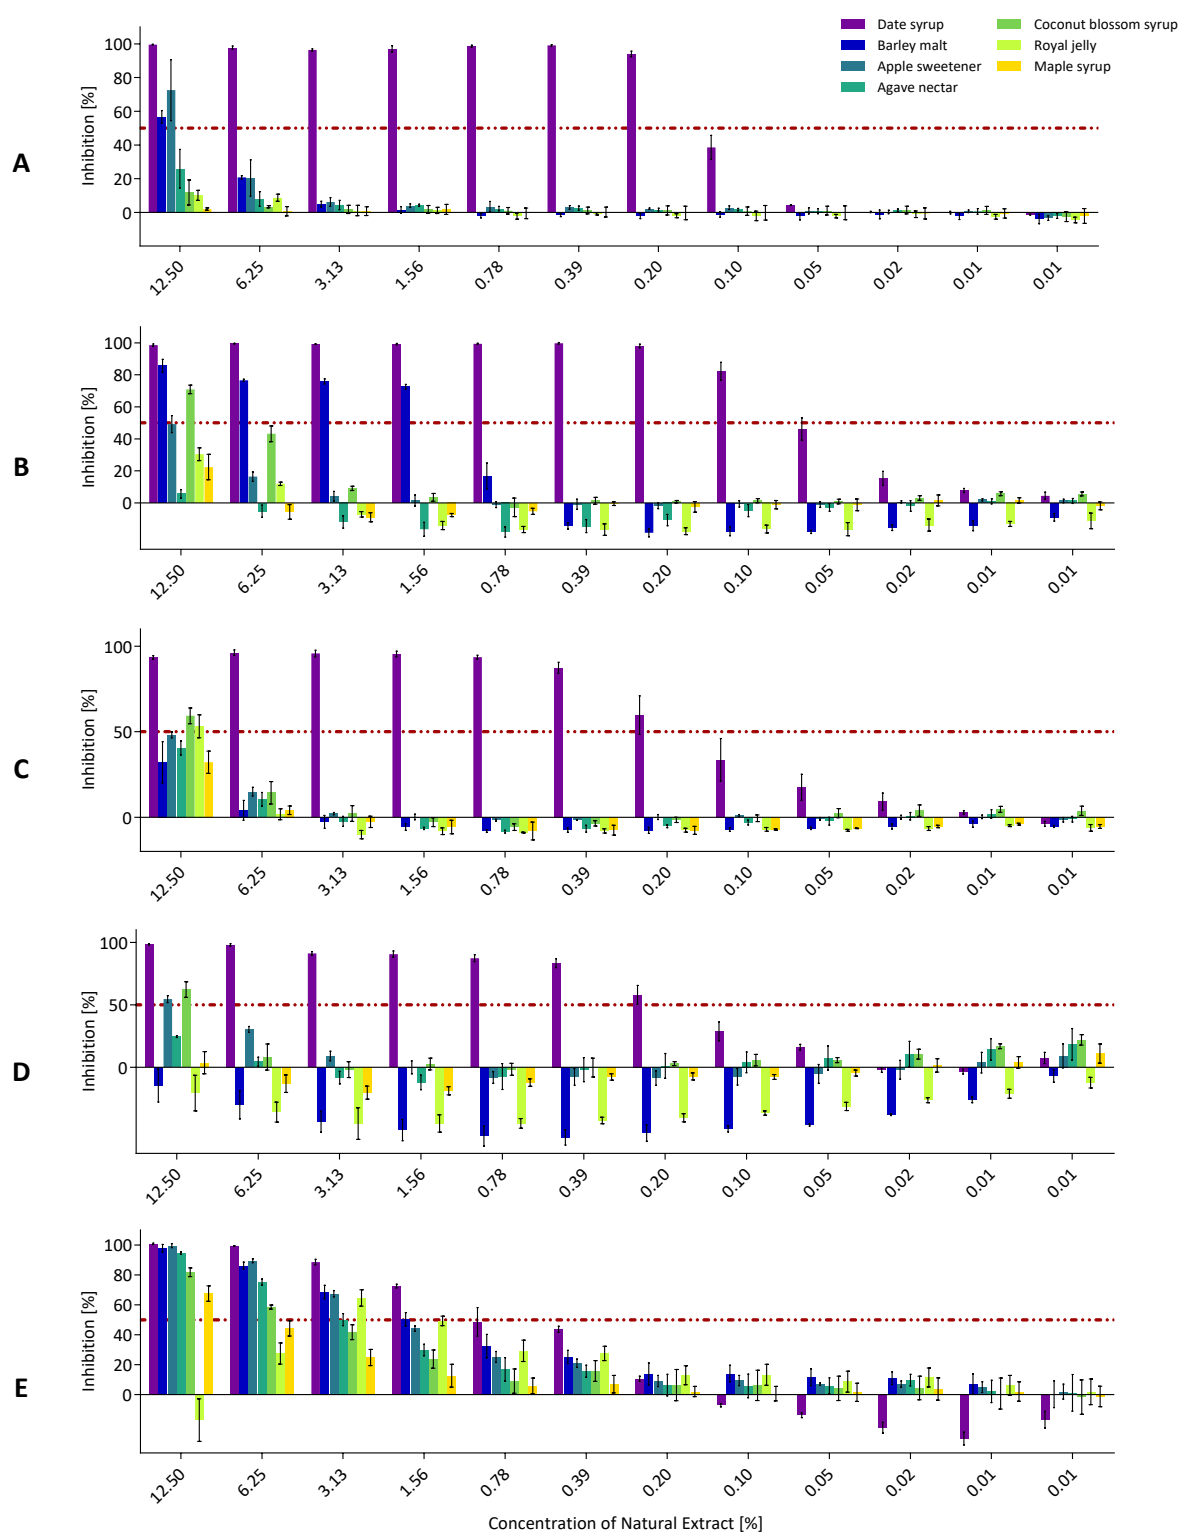 Date syrup
Barley malt
Apple sweetener
Agave nectar
Coconut blossom syrup
Royal jelly
Maple syrup
A
Inhibition [%]
100
80
60
40
20
0
12.50 6.25 3.13 1.56 0.78 0.39 0.20 0.10 0.05 0.02 0.01 0.01
B
Inhibition [%]
100
80
60
40
20
0
12.50 6.25 3.13 1.56 0.78 0.39 0.20 0.10 0.05 0.02 0.01 0.01
C
Inhibition [%]
100
50
0
12.50 6.25 3.13 1.56 0.78 0.39 0.20 0.10 0.05 0.02 0.01 0.01
D
Inhibition [%]
100
50
0
12.50 6.25 3.13 1.56 0.78 0.39 0.20 0.10 0.05 0.02 0.01 0.01
E
Inhibition [%]
100
80
60
40
20
0
12.50 6.25 3.13 1.56 0.78 0.39 0.20 0.10 0.05 0.02 0.01 0.01
Concentration of Natural Extract [%]